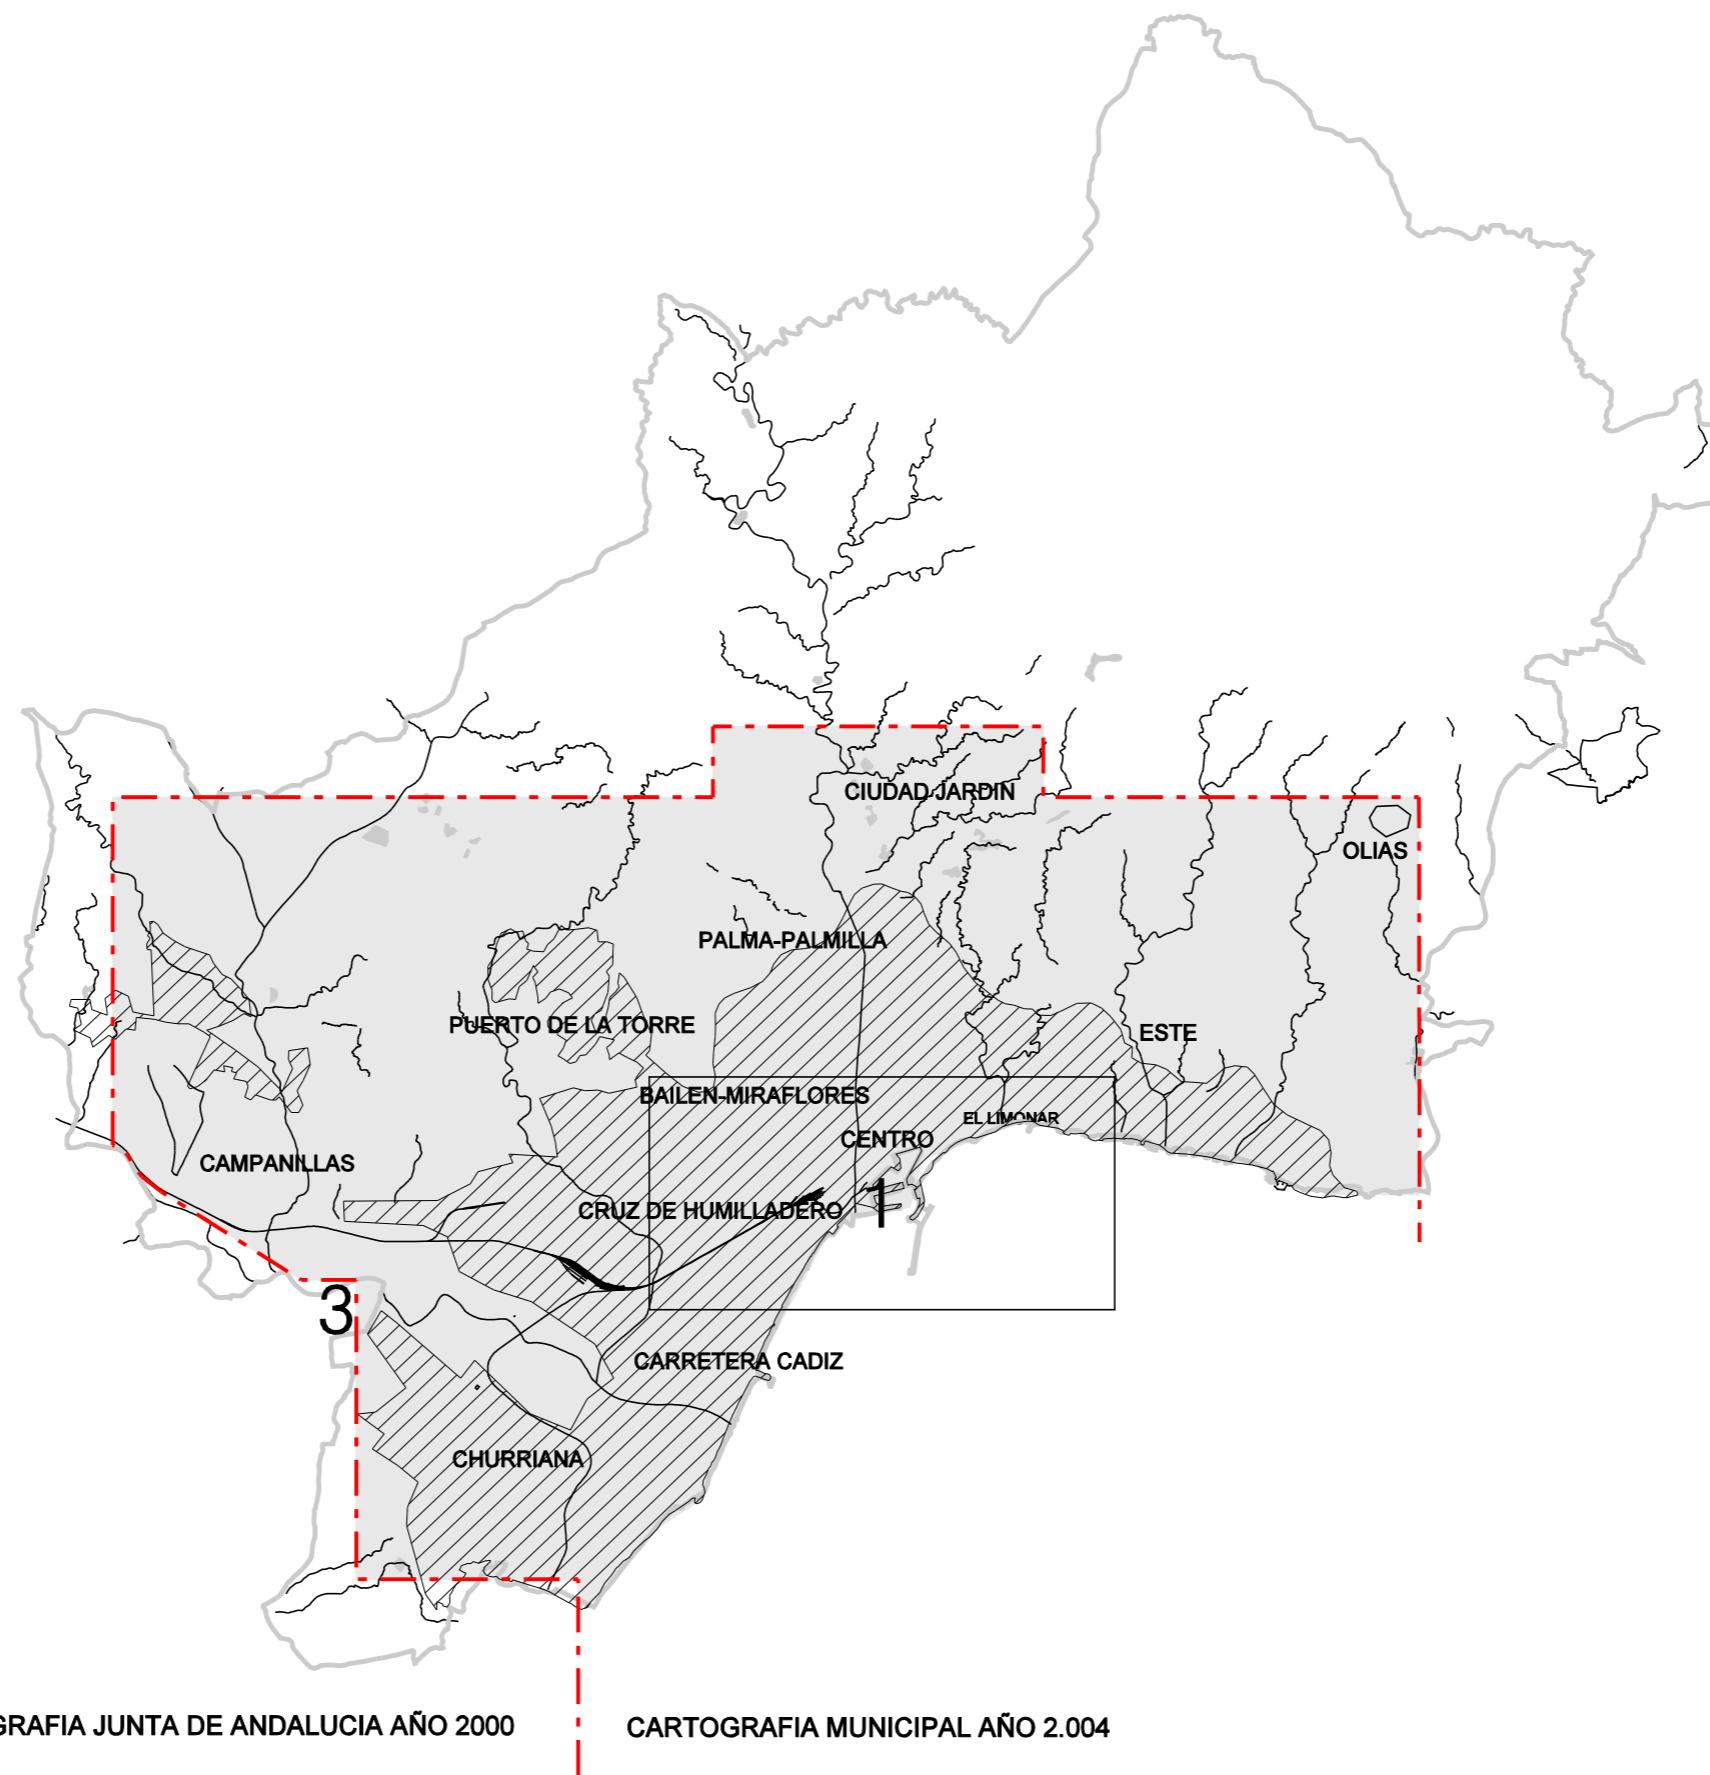 CIUDAD JARDIN
OLIAS
PALMA-PALMILLA
PUERTO DE LA TORRE
ESTE
BAILEN-MIRAFLORES
EL LIMONAR
CENTRO
CAMPANILLAS
CRUZ DE HUMILLADERO
1
3
CARRETERA CADIZ
CHURRIANA
GRAFIA JUNTA DE ANDALUCIA AÑO 2000
CARTOGRAFIA MUNICIPAL AÑO 2.004